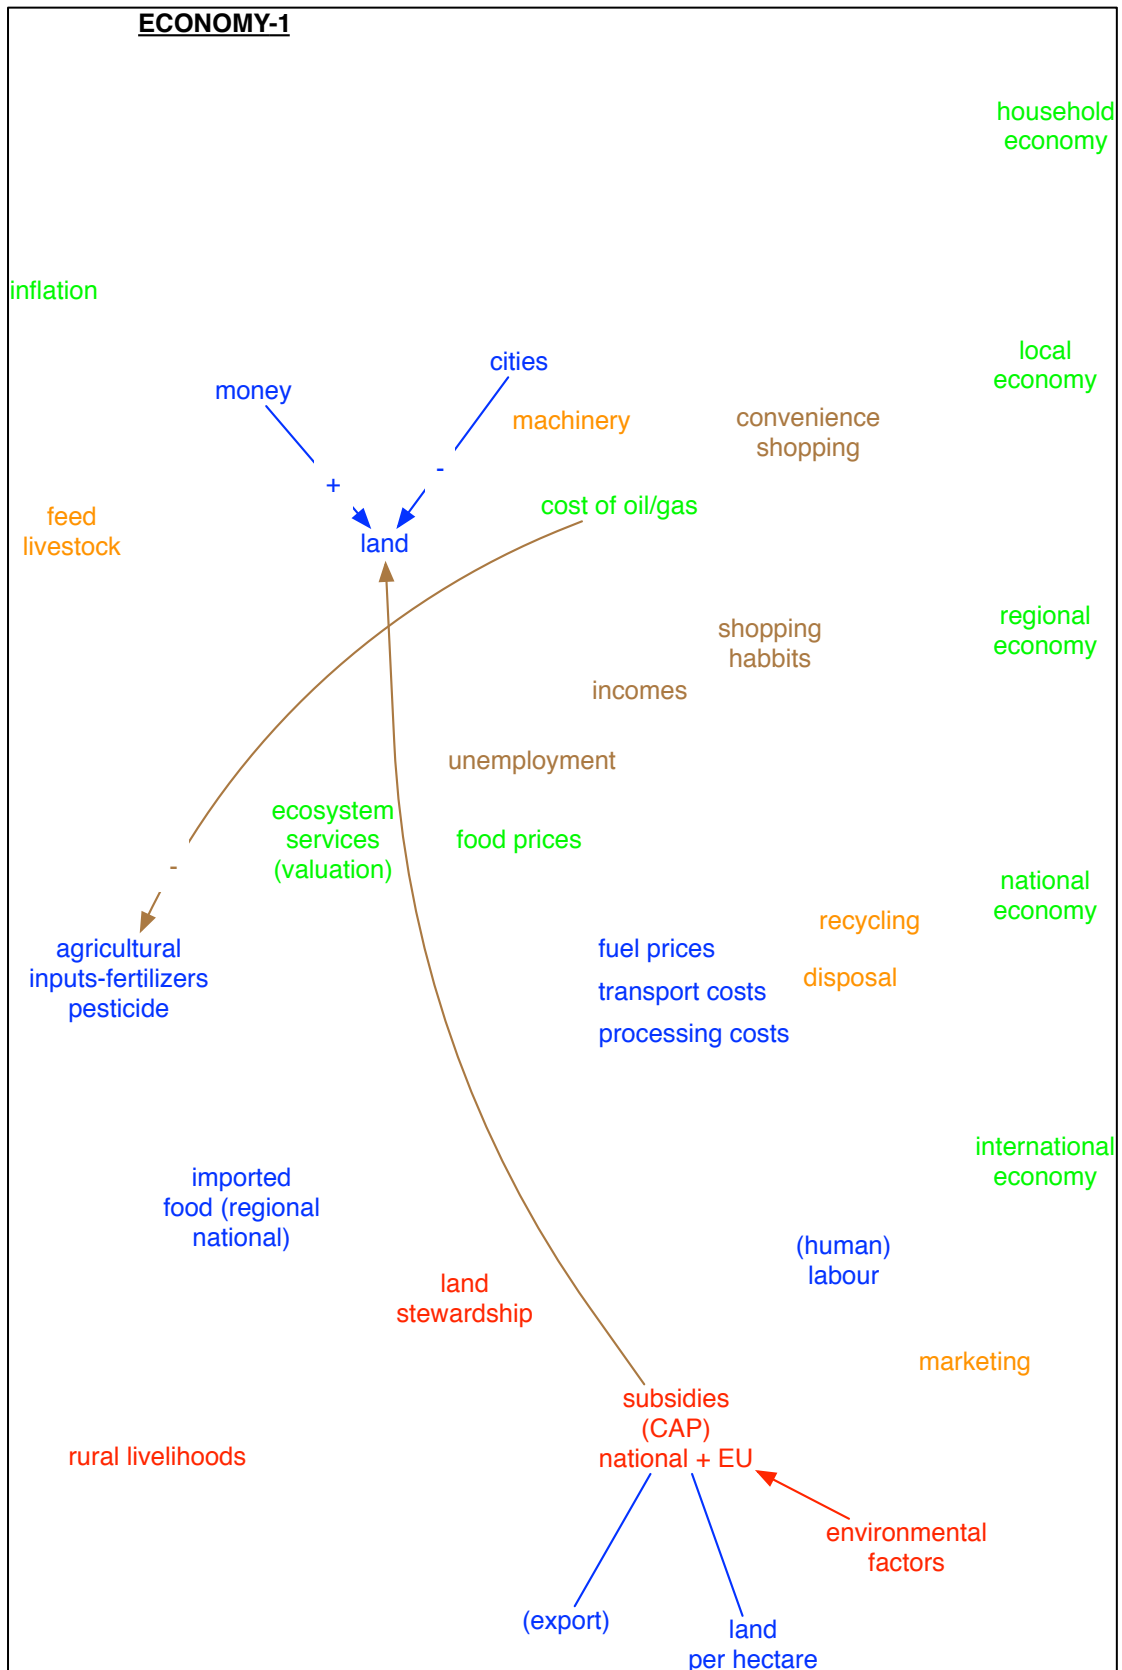 ECONOMY-1
household
economy
inflation
local
economy
cities
money
machinery
convenience
shopping
-
+
cost of oil/gas
feed
livestock
land
regional
economy
shopping
habbits
incomes
unemployment
ecosystem
services
(valuation)
food prices
-
national
economy
recycling
agricultural
inputs-fertilizers
pesticide
fuel prices
disposal
transport costs
processing costs
international
economy
imported
food (regional
national)
(human)
labour
land
stewardship
marketing
subsidies
(CAP)
national + EU
rural livelihoods
environmental
factors
(export)
land
per hectare